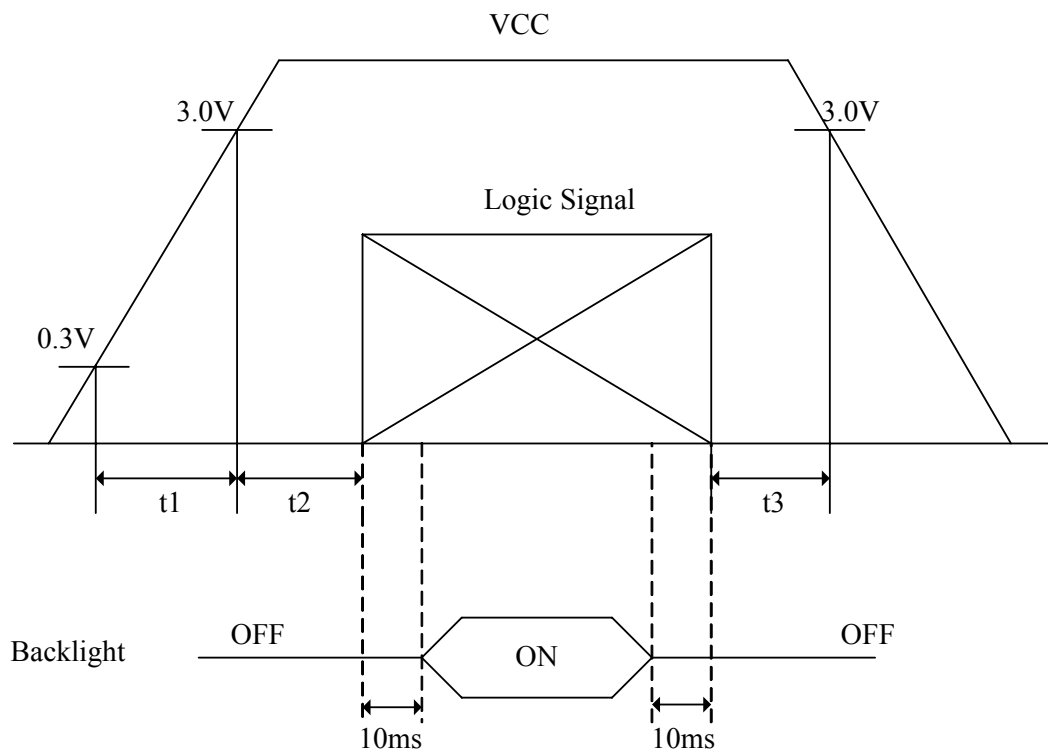 VCC
3.0V
3.0V
Logic Signal
0.3V
t1
t2
t3
Backlight
OFF
ON
OFF
10ms
10ms